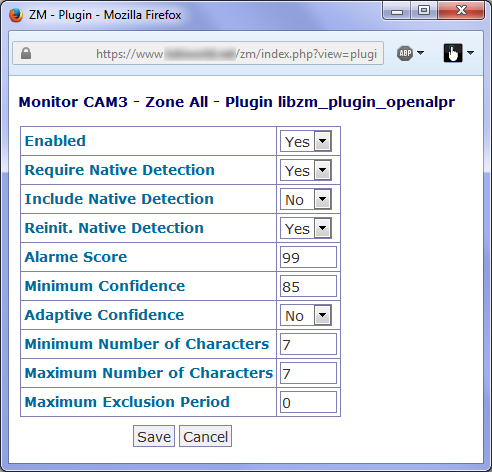 ZM - Plugin - Mozilla Firefox
https://www. /zm/index.php?view=plugi
ABP
Monitor CAM3 - Zone All - Plugin libzm_plugin_openalpr
Enabled Yes
Require Native Detection Yes
Include Native Detection No
Reinit. Native Detection Yes
Alarme Score 99
Minimum Confidence 85
Adaptive Confidence No
Minimum Number of Characters 7
Maximum Number of Characters 7
Maximum Exclusion Period 0
Save Cancel